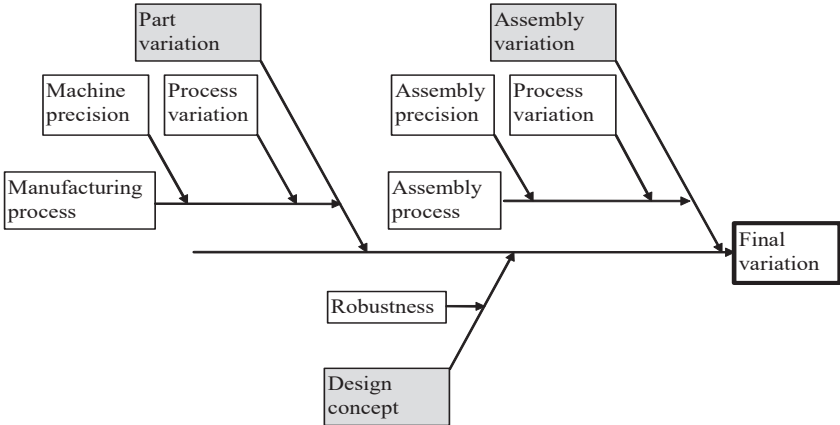 Part
variation
Assembly
variation
Machine
precision
Process
variation
Assembly
precision
Process
variation
Manufacturing
process
Assembly
process
Final
variation
Robustness
Design
concept